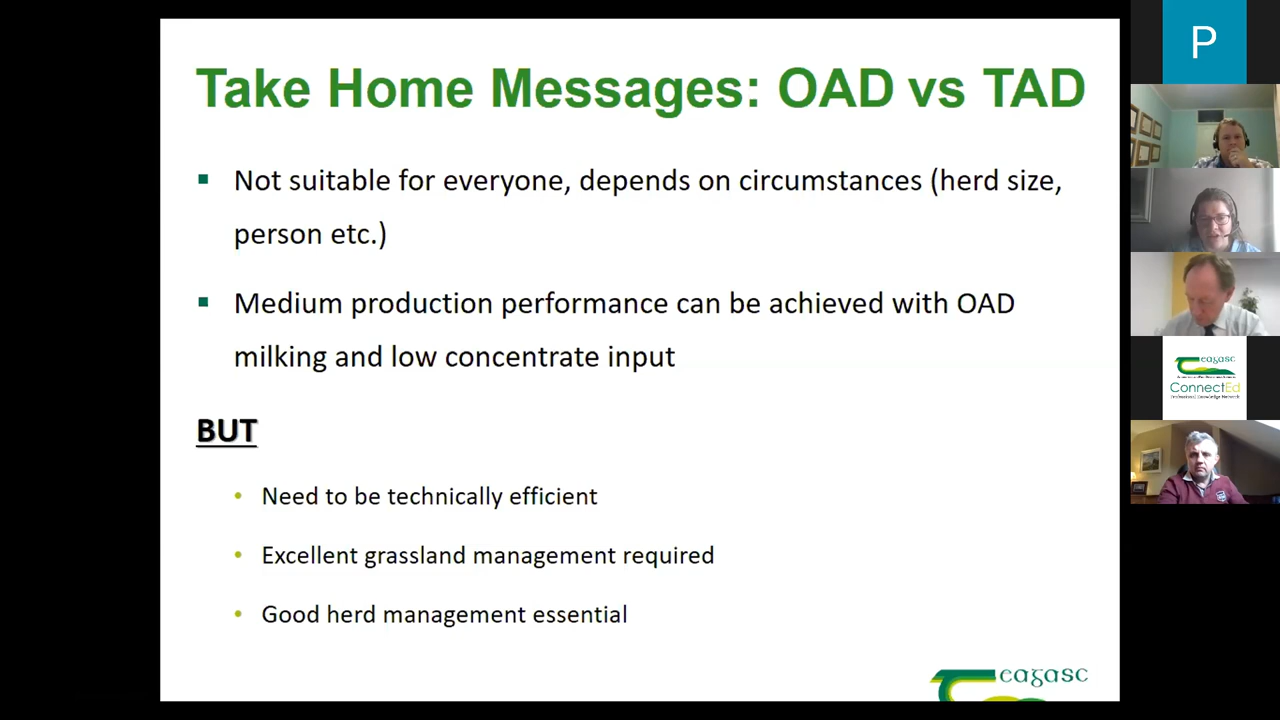 Take Home Messages: OAD vs TAD
Not suitable for everyone, depends on circumstances (herd size,
person etc.)
Medium production performance can be achieved with OAD
milking and low concentrate input
BUT
Need to be technically efficient
Excellent grassland management required
Good herd management essential
eagasc
P
eagasc
ConnectEd